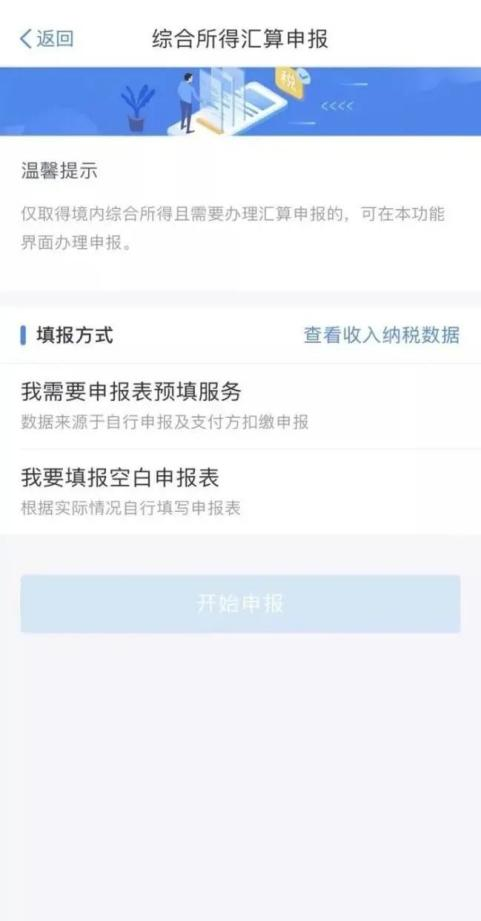 返回
综合所得汇算申报
税
温馨提示
仅取得境内综合所得且需要办理汇算申报的，可在本功能
界面办理申报。
填报方式
查看收入纳税数据
我需要申报表预填服务
数据来源于自行申报及支付方扣缴申报
我要填报空白申报表
根据实际情况自行填写申报表
开始申报